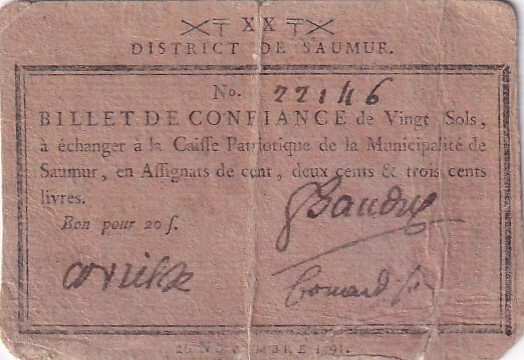 XX
DISTRICT DE SAUMUR.
No. 22146
BILLET DE CONFIANCE de Vingt Sols,
à échanger à la Caisse Patriotique de la Municipalité de
Saumur, en Assignats de cent, deux cents & trois cents
livres.
Bon pour 20 ſ.
26 NOVEMBRE 1791.